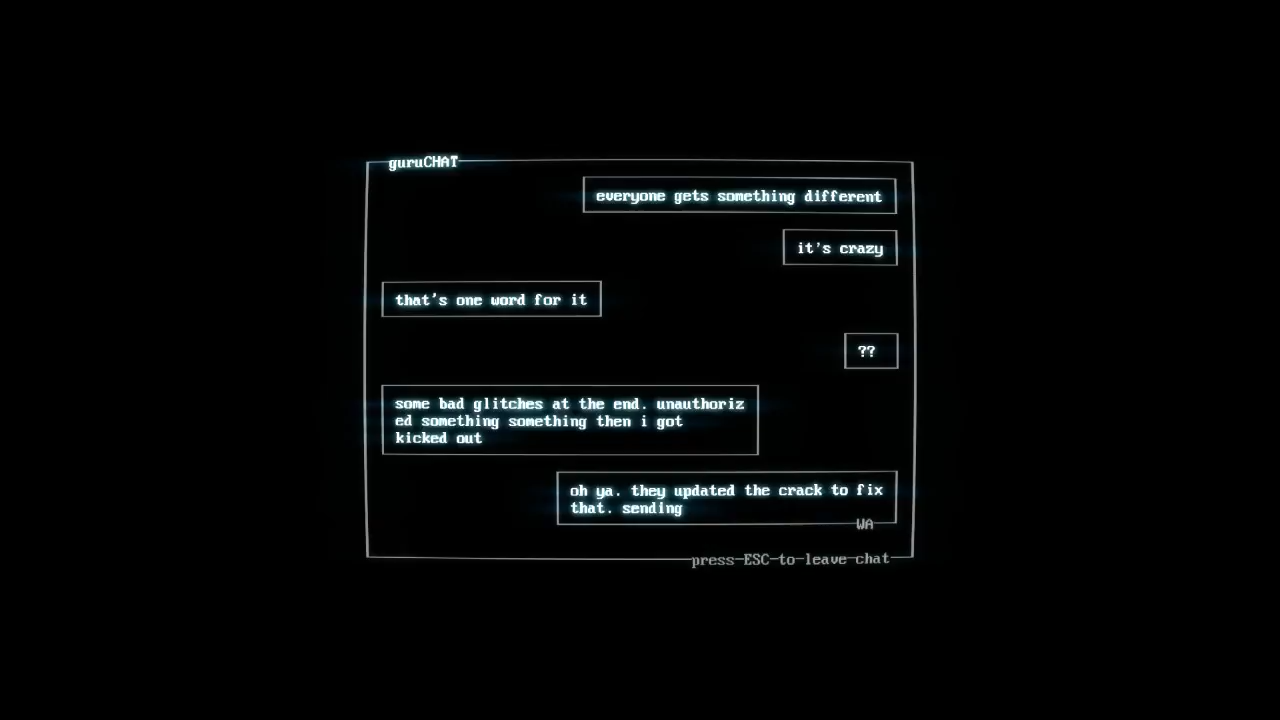 guruCHAT
everyone gets something different
it's crazy
that's one word for it
??
some bad glitches at the end. unauthoriz
ed something something then i got
kicked out
oh ya. they updated the crack to fix
that. sending
WA
press ESC to leave chat